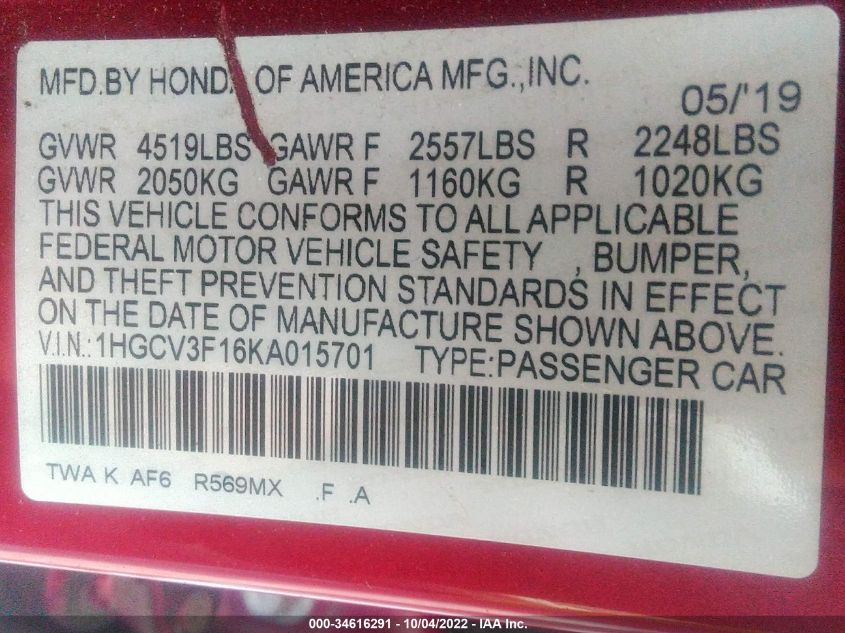 MFD.BY HONDA OF AMERICA MFG.,INC.
05/'19
GVWR 4519LBS GAWR F 2557LBS R 2248LBS
GVWR 2050KG GAWR F 1160KG R 1020KG
THIS VEHICLE CONFORMS TO ALL APPLICABLE
FEDERAL MOTOR VEHICLE SAFETY , BUMPER,
AND THEFT PREVENTION STANDARDS IN EFFECT
ON THE DATE OF MANUFACTURE SHOWN ABOVE.
V.I.N.:1HGCV3F16KA015701 TYPE:PASSENGER CAR
TWA K AF6 R569MX .F .A
000-34616291 - 10/04/2022 - IAA Inc.